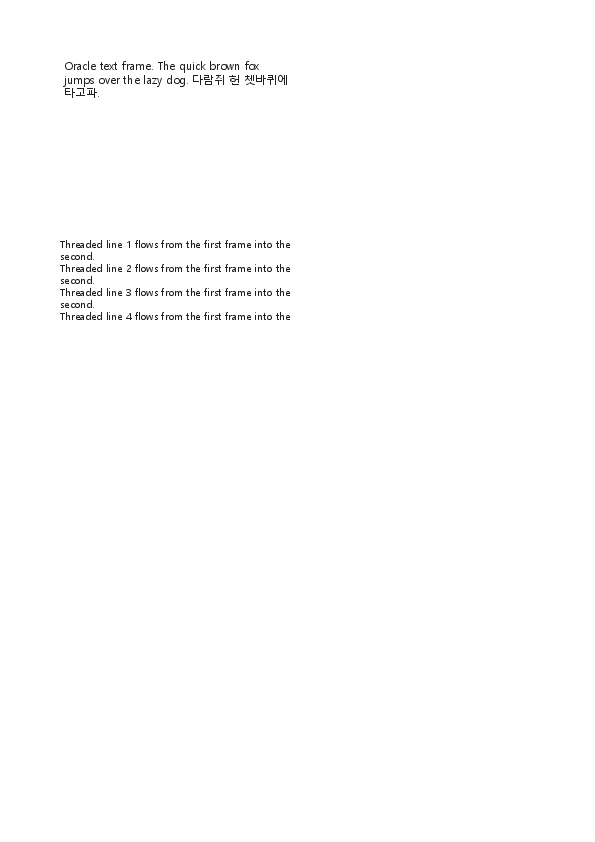 Oracle text frame. The quick brown fox
jumps over the lazy dog. 다람쥐 헌 쳇바퀴에
타고파.
Threaded line 1 flows from the first frame into the
second.
Threaded line 2 flows from the first frame into the
second.
Threaded line 3 flows from the first frame into the
second.
Threaded line 4 flows from the first frame into the